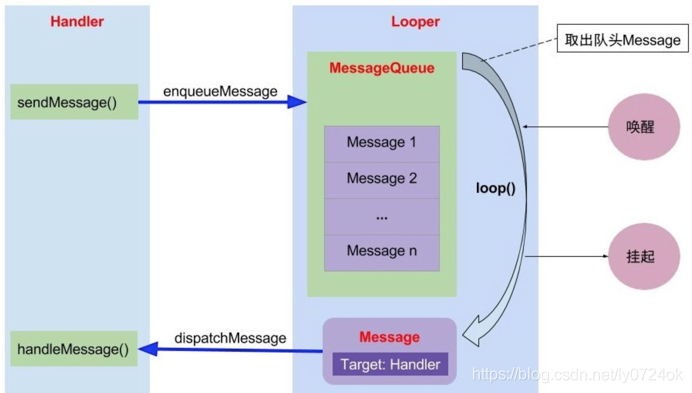 Handler
Looper
取出队头Message
MessageQueue
enqueueMessage
sendMessage()
唤醒
Message 1
Message 2
loop()
...
Message n
挂起
dispatchMessage
Message
handleMessage()
Target: Handler
https://blog.csdn.net/ly0724ok